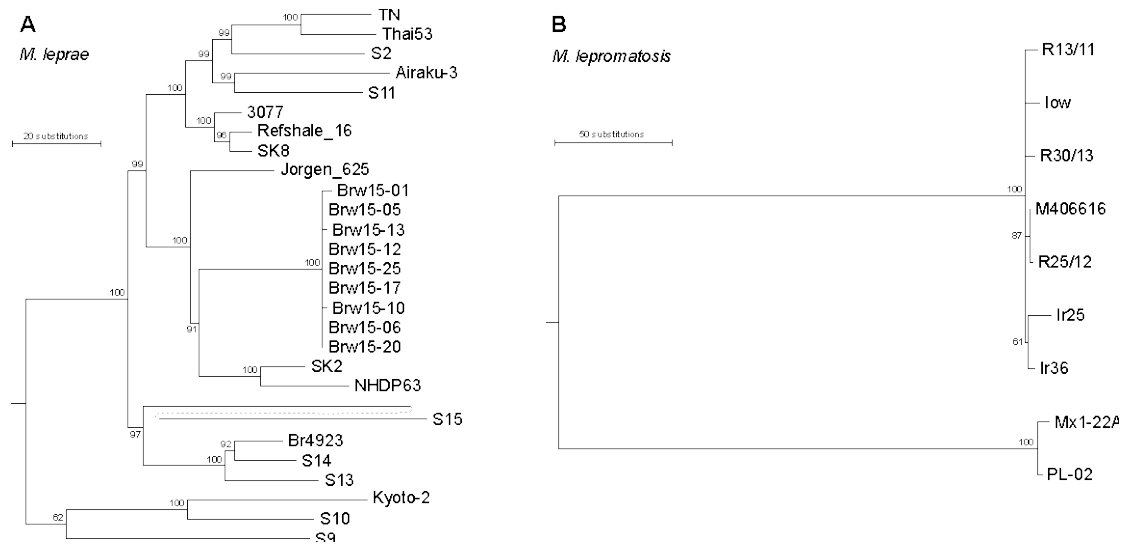 A
M. leprae
20 substitutions
100
TN
Thai53
99
S2
99
99
Airaku-3
S11
100
100
3077
96
Refshale_16
SK8
99
Jorgen_625
100
Brw15-01
Brw15-05
Brw15-13
Brw15-12
100
Brw15-25
Brw15-17
Brw15-10
Brw15-06
Brw15-20
91
SK2
100
NHDP63
100
S15
97
92
Br4923
100
S14
S13
Kyoto-2
100
S10
62
S9
B
M. lepromatosis
50 substitutions
R13/11
Iow
R30/13
100
M406616
87
R25/12
Ir25
61
Ir36
Mx1-22A
100
PL-02